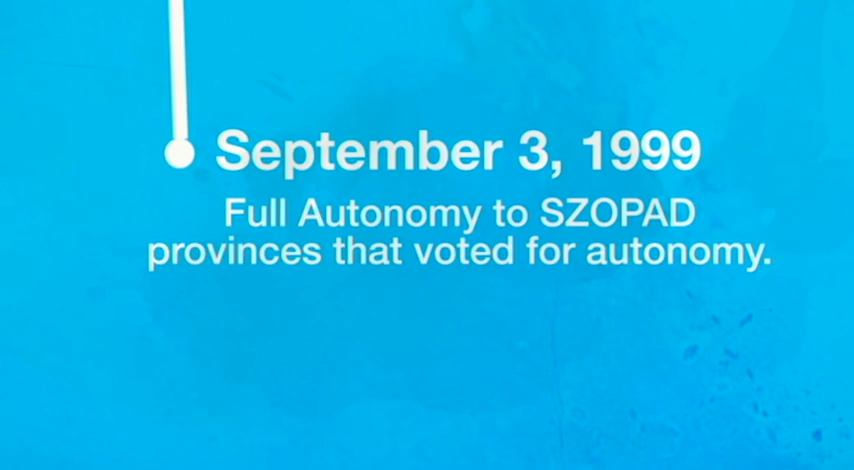 September 3, 1999
Full Autonomy to SZOPAD
provinces that voted for autonomy.